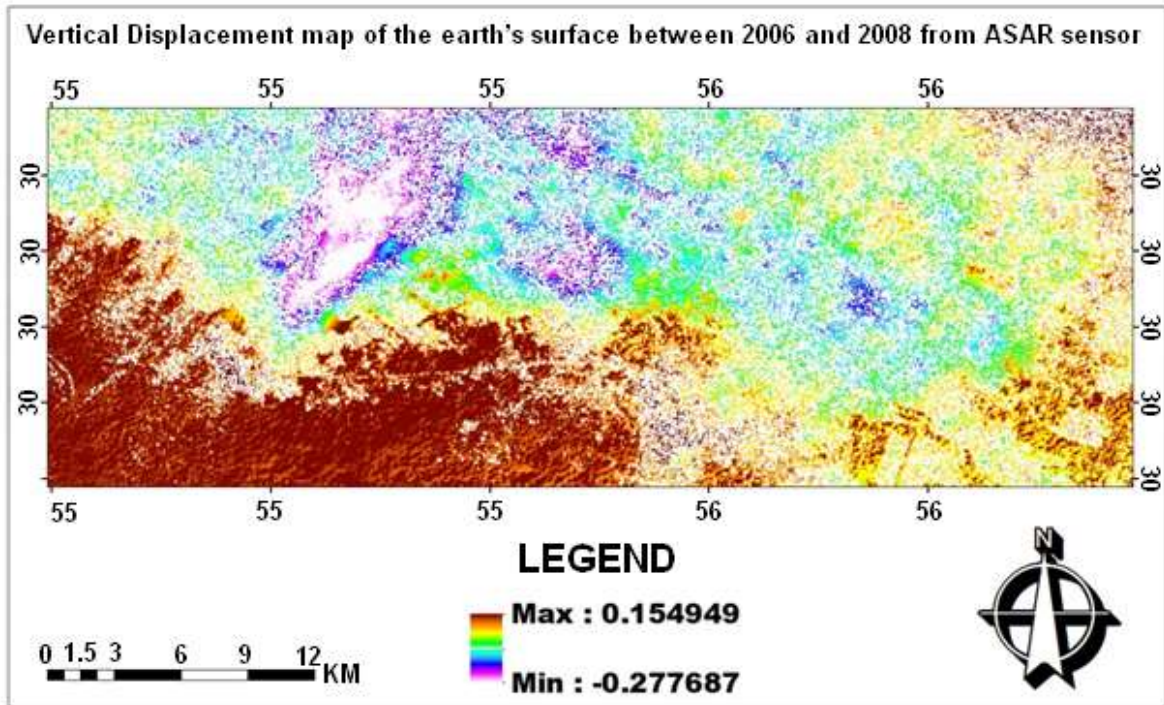 Vertical Displacement map of the earth's surface between 2006 and 2008 from ASAR sensor
55 55 55 56 56
30 30
30 30
30 30
30 30
30
55 55 55 56 56
LEGEND
N
Max : 0.154949
0 1.5 3 6 9 12
KM
Min : -0.277687